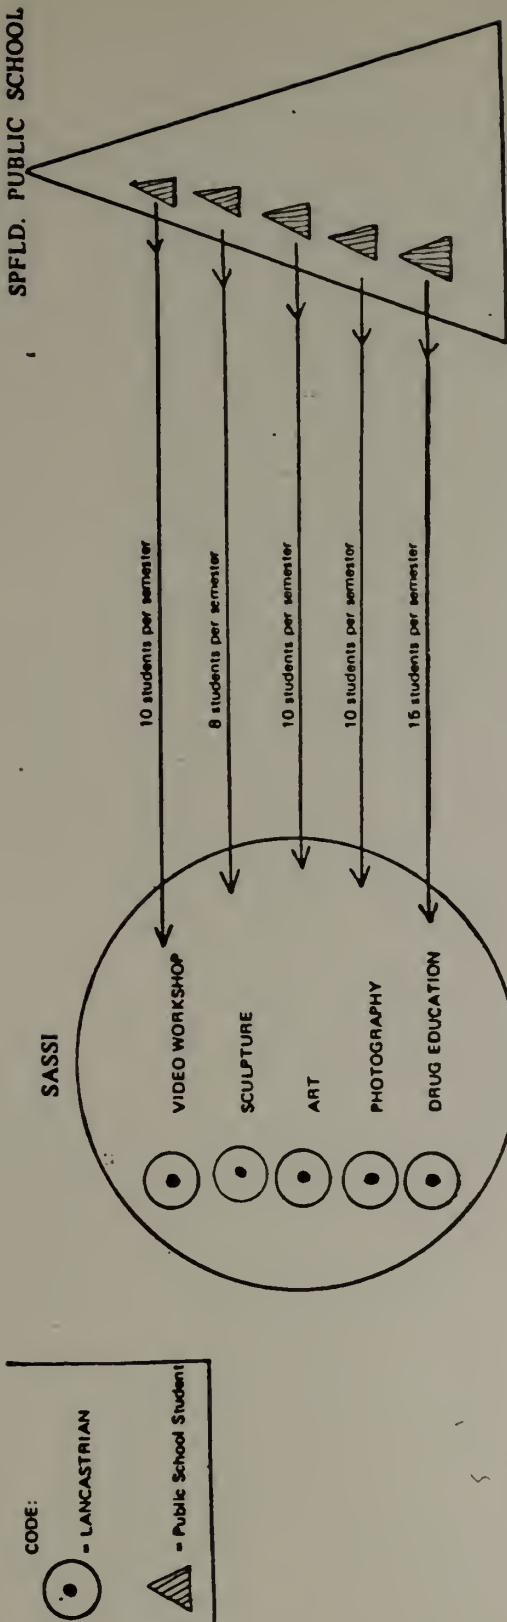 CODE:
= LANCASTRIAN
= Public School Student
SASSI
SPFLD. PUBLIC SCHOOL
VIDEO WORKSHOP
10 students per semester
SCULPTURE
8 students per semester
ART
10 students per semester
PHOTOGRAPHY
10 students per semester
DRUG EDUCATION
15 students per semester